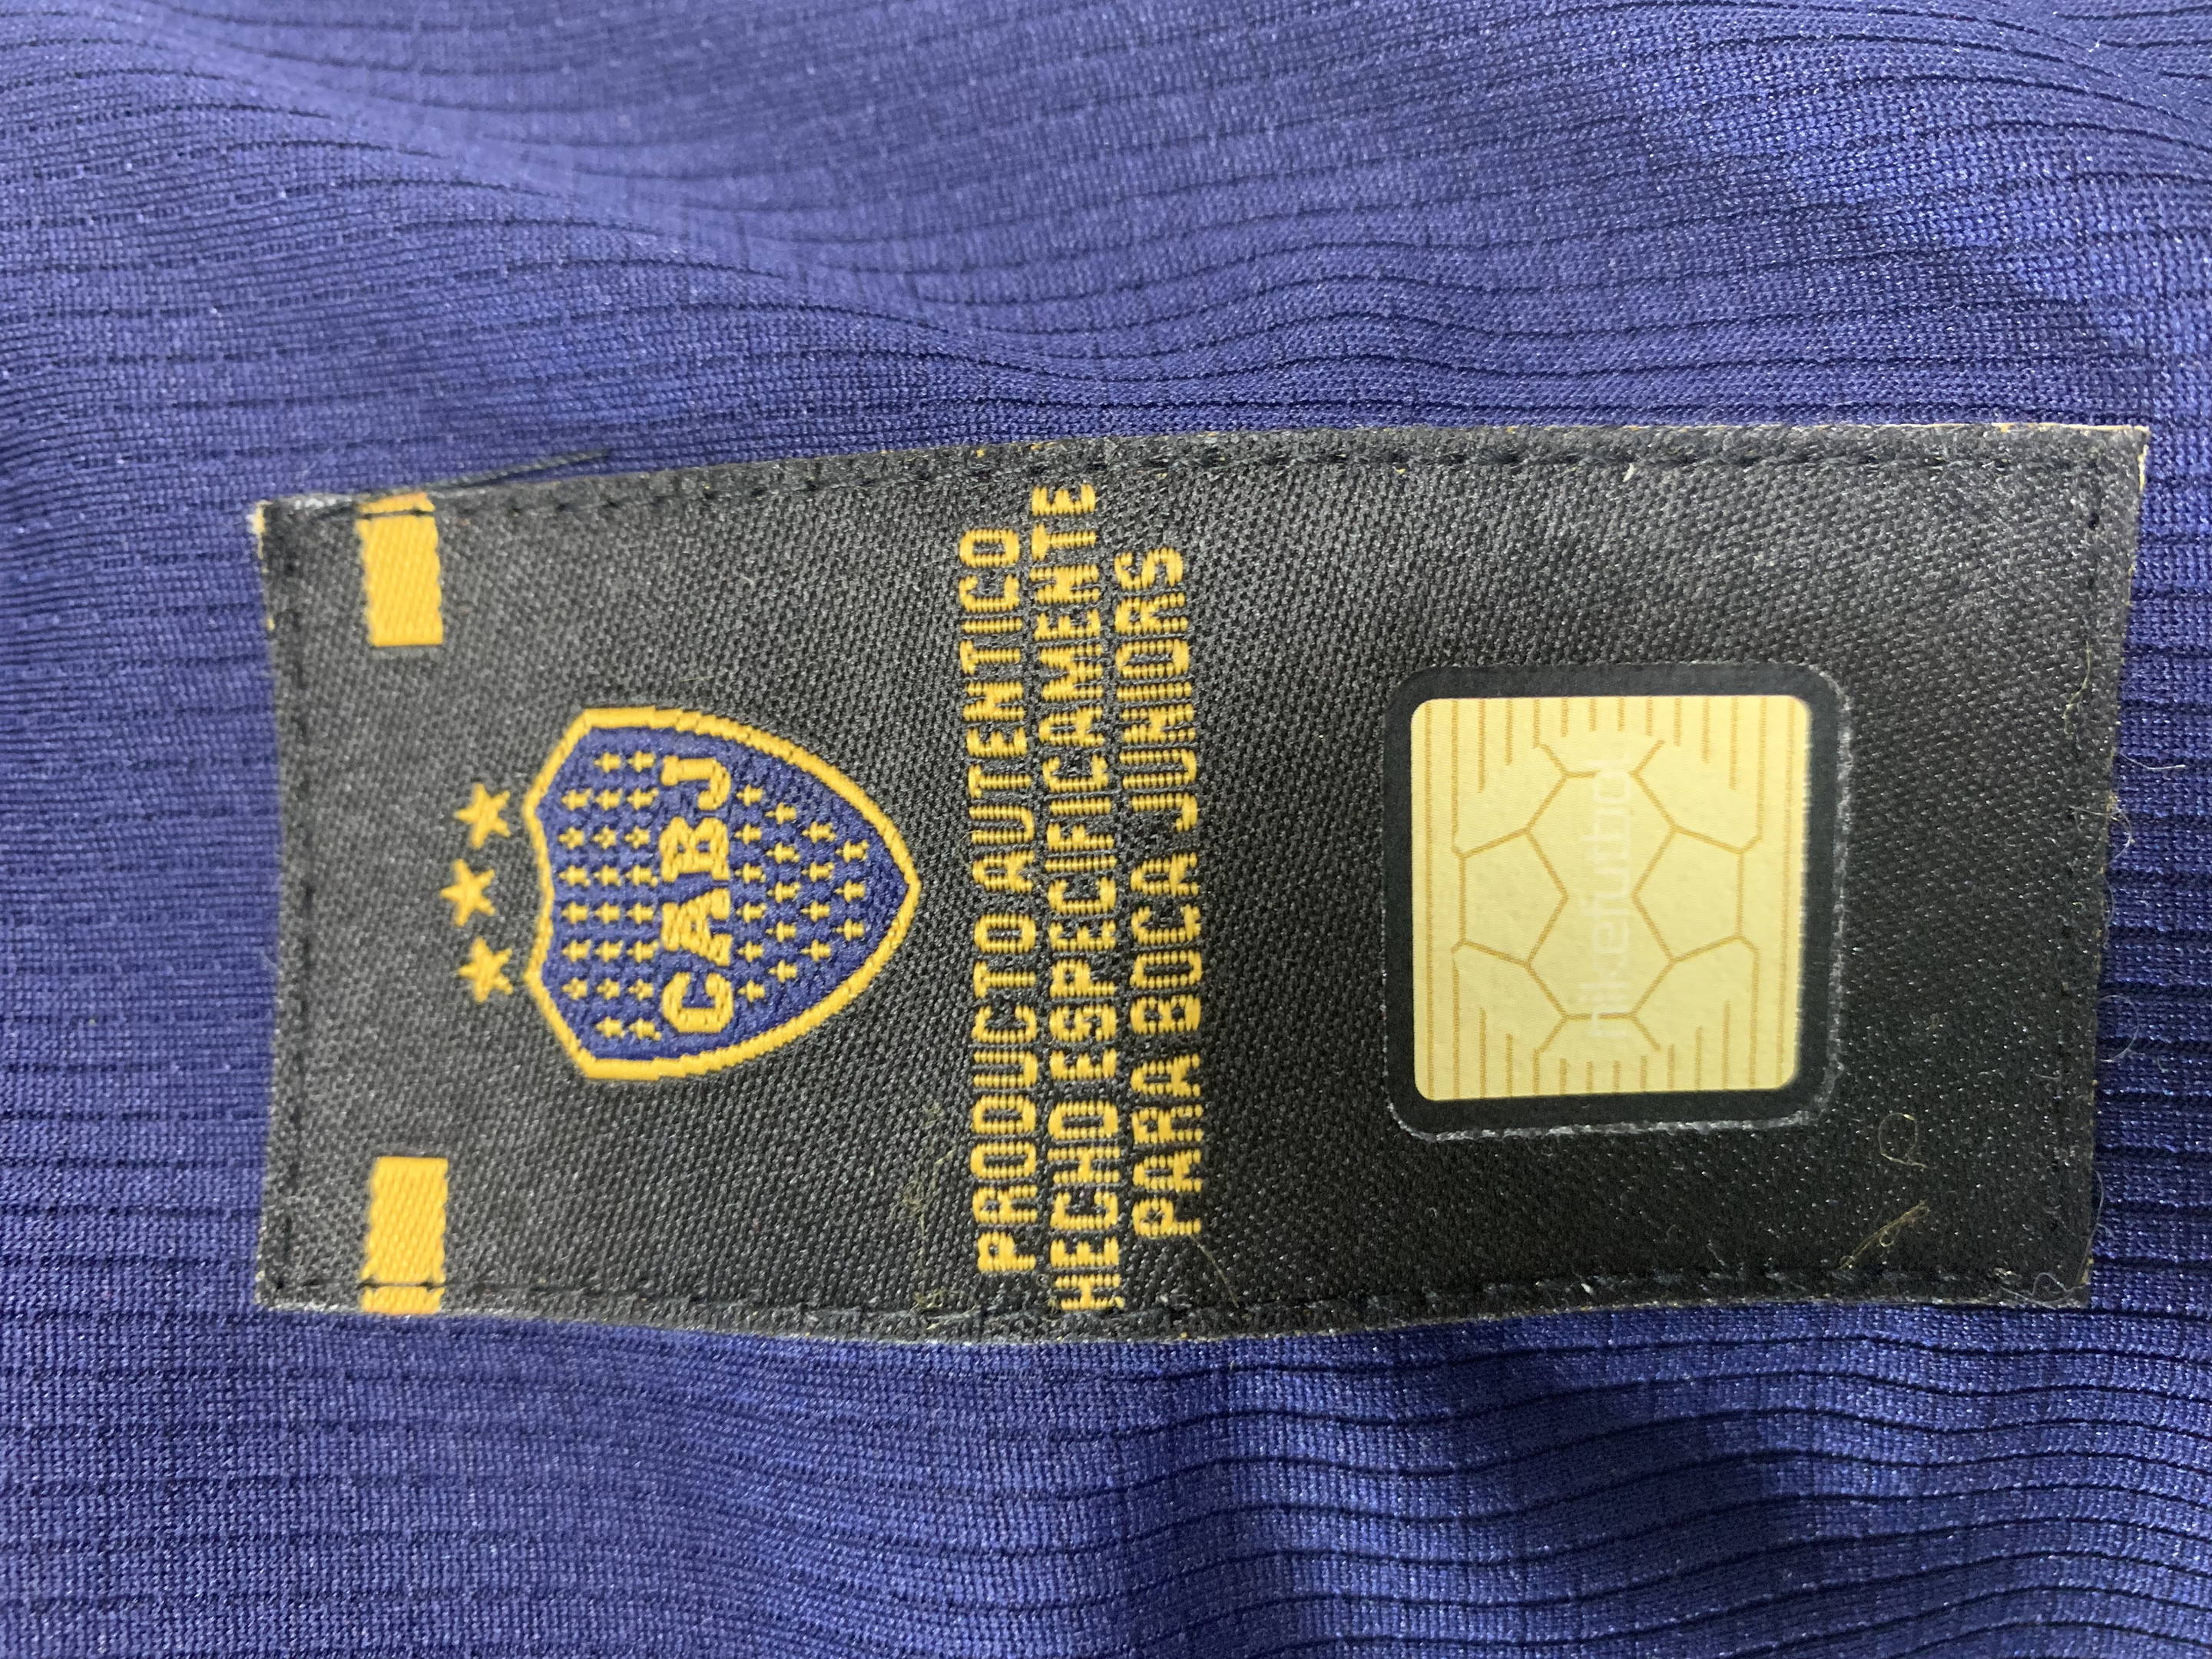 CABJ
PRODUCTO AUTENTICO
HECHO ESPECIFICAMENTE
PARA BOCA JUNIORS
nikefutbol